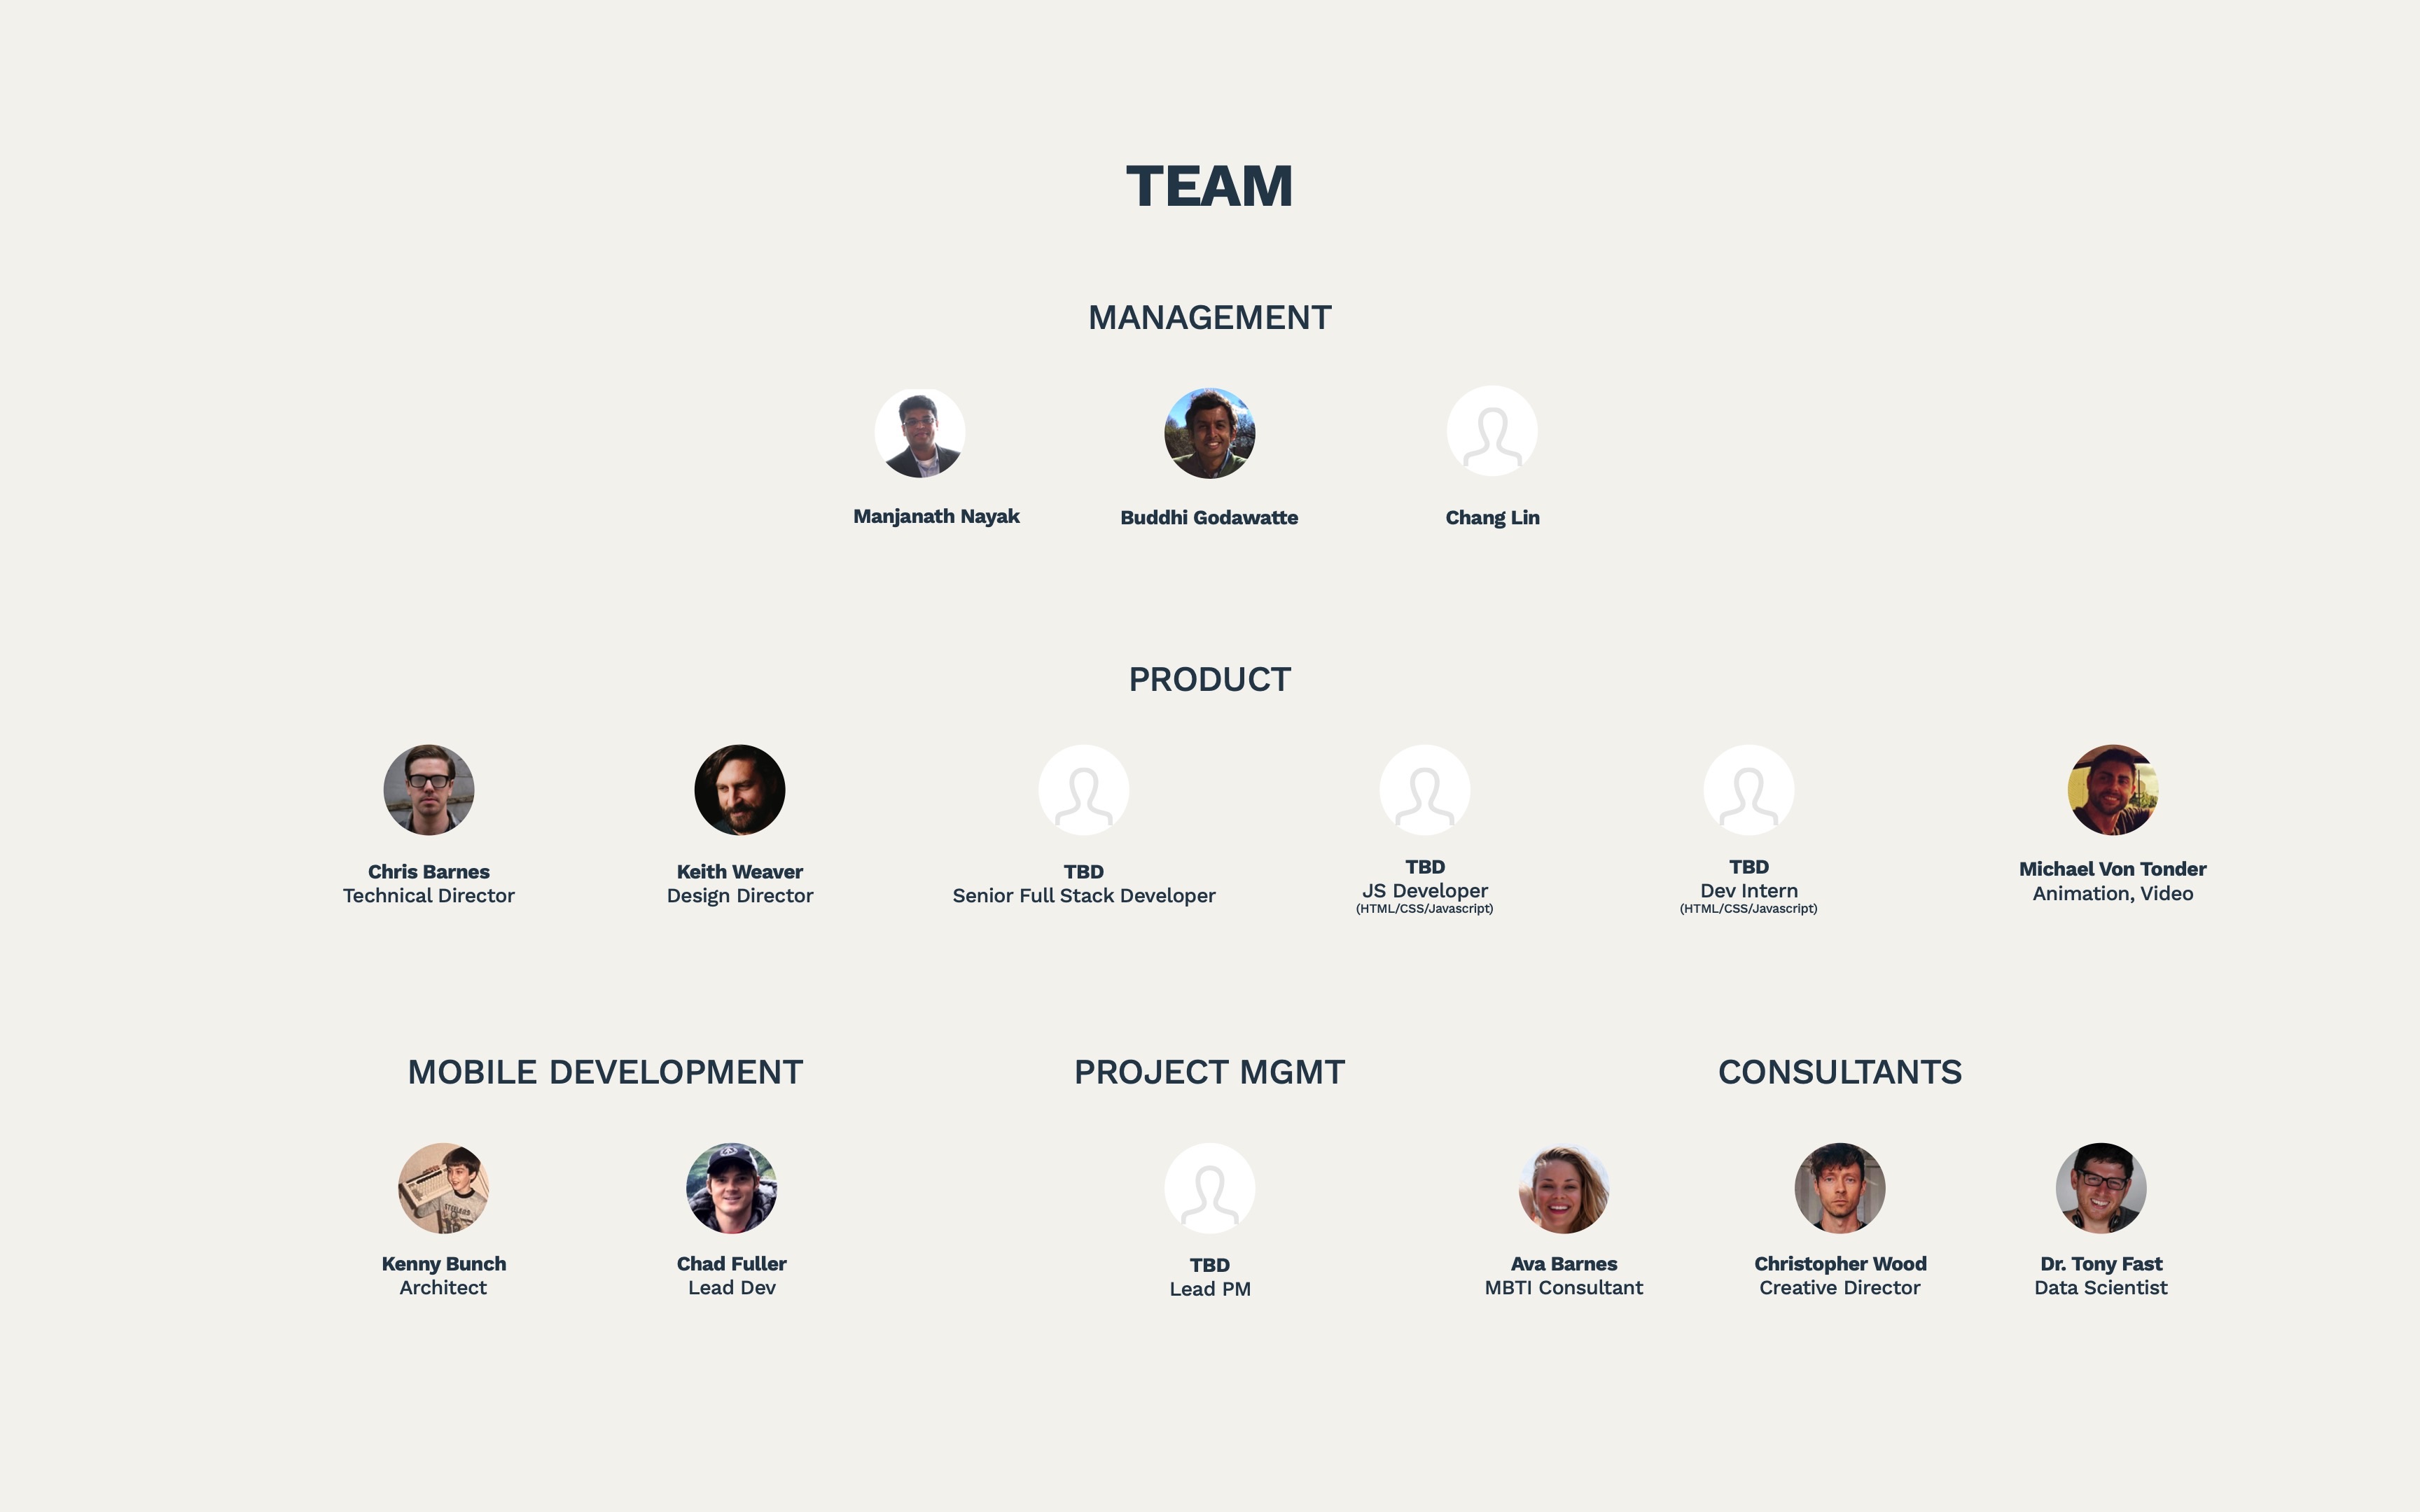 TEAM
MANAGEMENT
Manjanath Nayak
Buddhi Godawatte
Chang Lin
PRODUCT
Chris Barnes
Technical Director
Keith Weaver
Design Director
TBD
Senior Full Stack Developer
TBD
JS Developer
(HTML/CSS/Javascript)
TBD
Dev Intern
(HTML/CSS/Javascript)
Michael Von Tonder
Animation, Video
MOBILE DEVELOPMENT
Kenny Bunch
Architect
Chad Fuller
Lead Dev
PROJECT MGMT
TBD
Lead PM
CONSULTANTS
Ava Barnes
MBTI Consultant
Christopher Wood
Creative Director
Dr. Tony Fast
Data Scientist